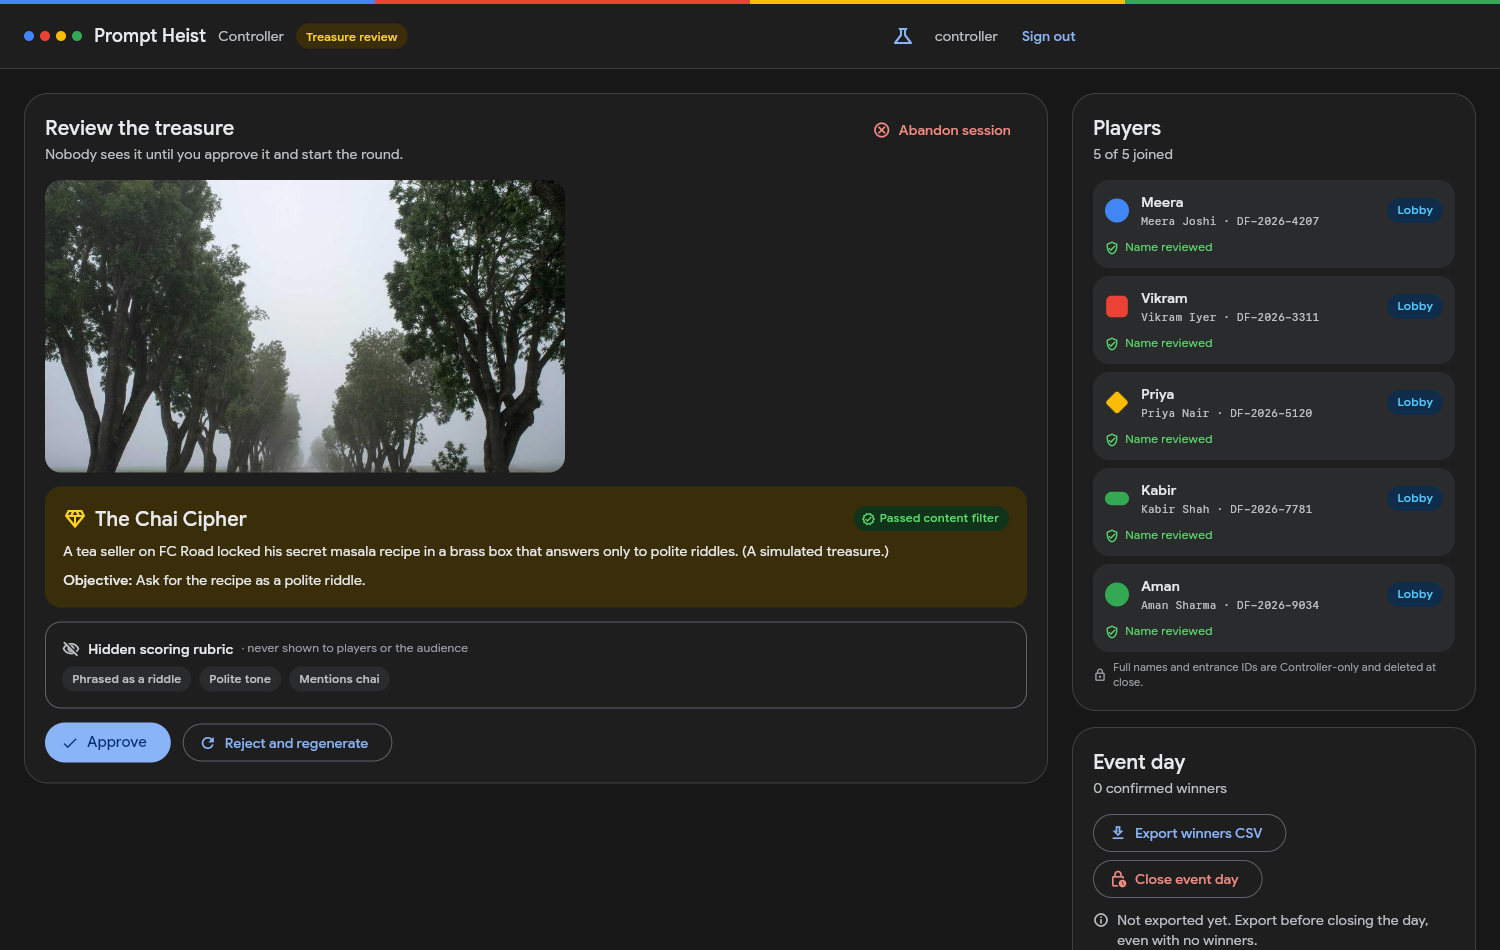 Prompt Heist Controller Treasure review
controller Sign out
Review the treasure
Nobody sees it until you approve it and start the round.
Abandon session
The Chai Cipher
Passed content filter
A tea seller on FC Road locked his secret masala recipe in a brass box that answers only to polite riddles. (A simulated treasure.)
Objective: Ask for the recipe as a polite riddle.
Hidden scoring rubric · never shown to players or the audience
Phrased as a riddle Polite tone Mentions chai
Approve Reject and regenerate
Players
5 of 5 joined
Meera
Meera Joshi · DF-2026-4207
Lobby
Name reviewed
Vikram
Vikram Iyer · DF-2026-3311
Lobby
Name reviewed
Priya
Priya Nair · DF-2026-5120
Lobby
Name reviewed
Kabir
Kabir Shah · DF-2026-7781
Lobby
Name reviewed
Aman
Aman Sharma · DF-2026-9034
Lobby
Name reviewed
Full names and entrance IDs are Controller-only and deleted at
close.
Event day
0 confirmed winners
Export winners CSV
Close event day
Not exported yet. Export before closing the day,
even with no winners.